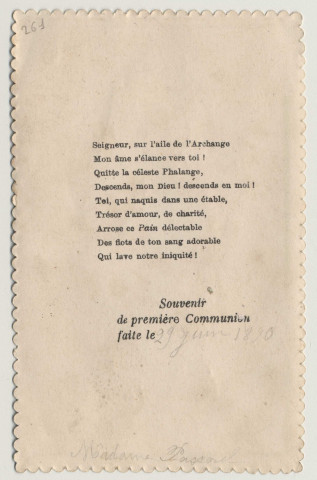 261
Seigneur, sur l'aile de l'Archange
Mon âme s'élance vers toi !
Quitte la céleste Phalange,
Descends, mon Dieu ! descends en moi !
Toi, qui naquis dans une étable,
Trésor d'amour, de charité,
Arrose ce Pain délectable
Des flots de ton sang adorable
Qui lave notre iniquité !
Souvenir
de première Communion
faite le 29 juin
Madame